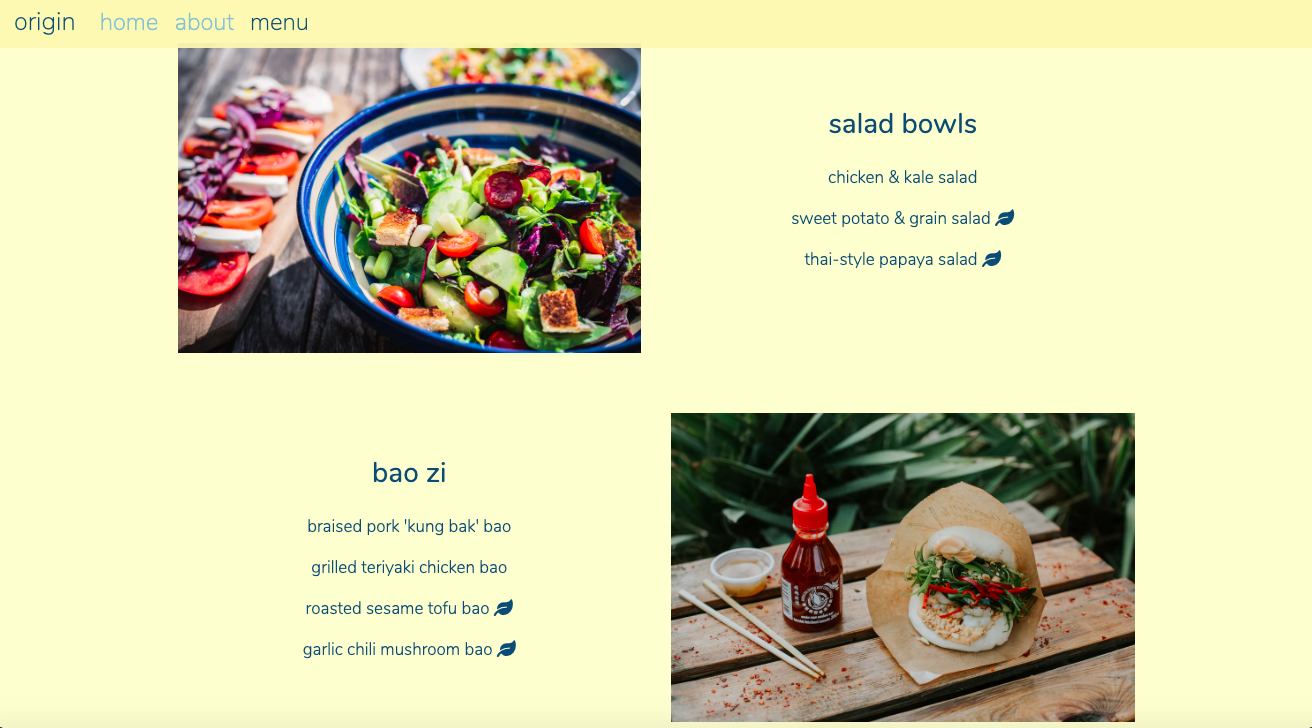 origin home about menu
salad bowls
chicken & kale salad
sweet potato & grain salad
thai-style papaya salad
bao zi
braised pork 'kung bak' bao
grilled teriyaki chicken bao
roasted sesame tofu bao
garlic chili mushroom bao